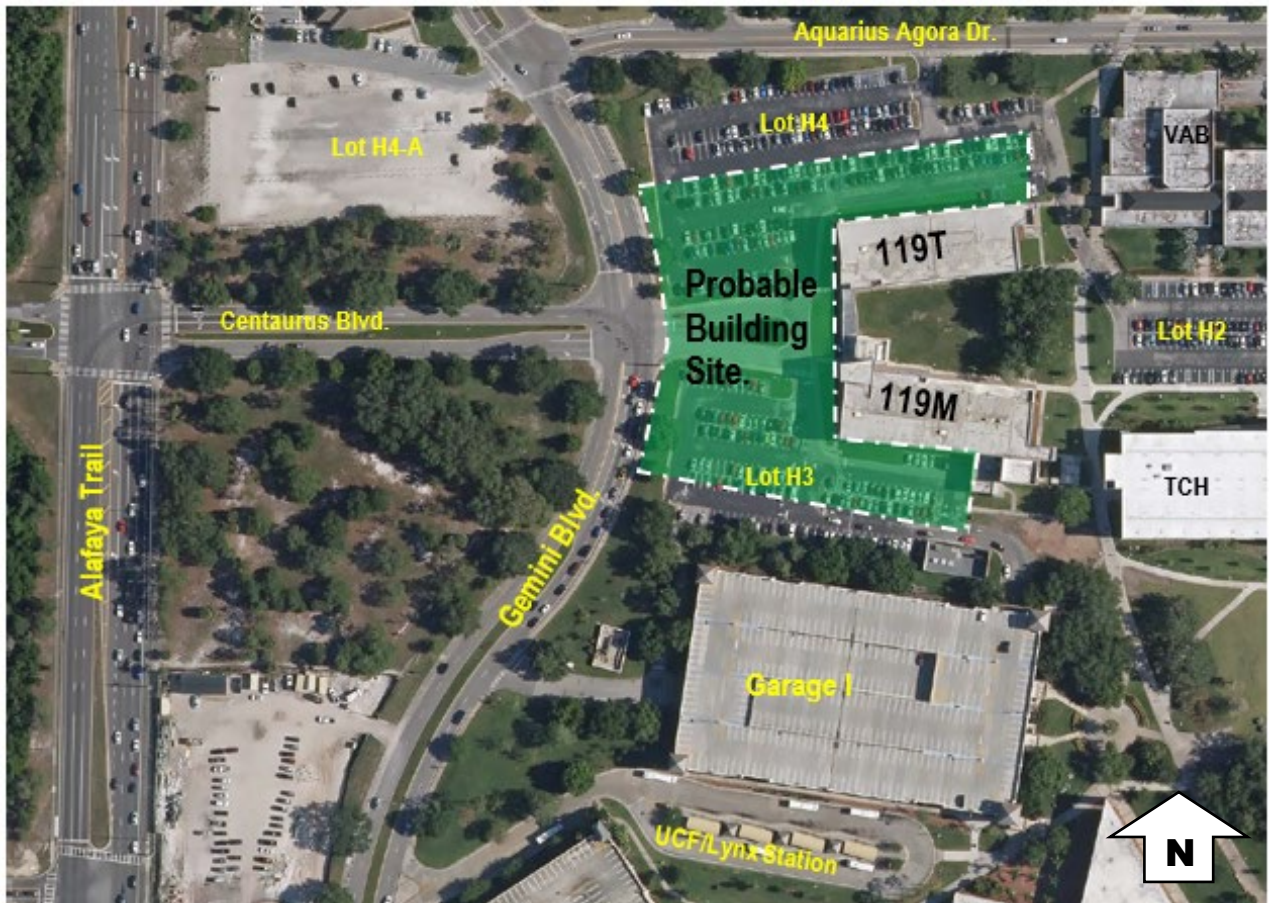 Aquarius Agora Dr.
Lot H4
VAB
Lot H4-A
119T
Probable
Building
Site.
Centaurus Blvd.
Lot H2
119M
Alafaya Trail
Lot H3
TCH
Gemini Blvd.
Garage I
UCF/Lynx Station
N